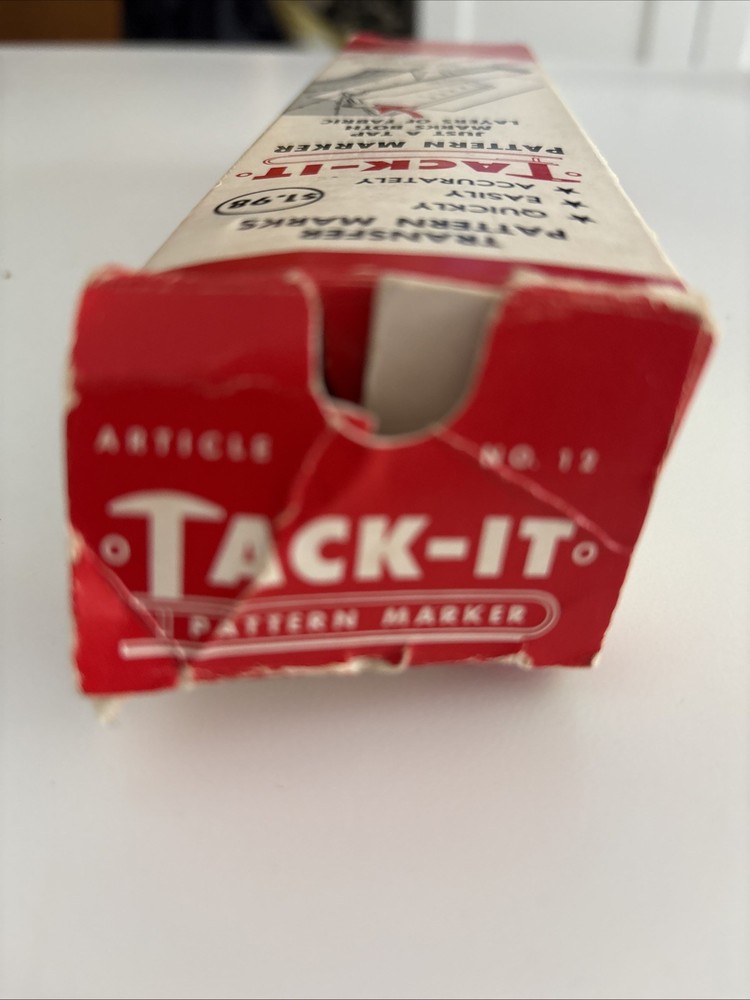 TRANSFER
PATTERN MARKS
★ QUICKLY
★ EASILY
★ ACCURATELY
$1.98
TACK-IT
PATTERN MARKER
JUST A TAP
MARKS BOTH
LAYERS OF FABRIC
ARTICLE NO. 12
TACK-IT
PATTERN MARKER